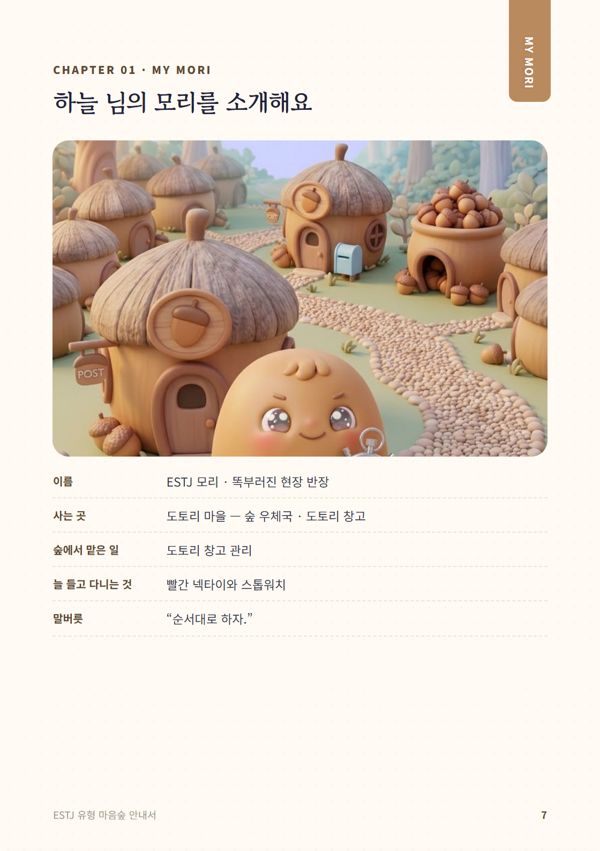 MY MORI
CHAPTER 01 · MY MORI
하늘 님의 모리를 소개해요
POST
이름 ESTJ 모리 · 똑부러진 현장 반장
사는 곳 도토리 마을 — 숲 우체국 · 도토리 창고
숲에서 맡은 일 도토리 창고 관리
늘 들고 다니는 것 빨간 넥타이와 스톱워치
말버릇 “순서대로 하자.”
ESTJ 유형 마음숲 안내서 7